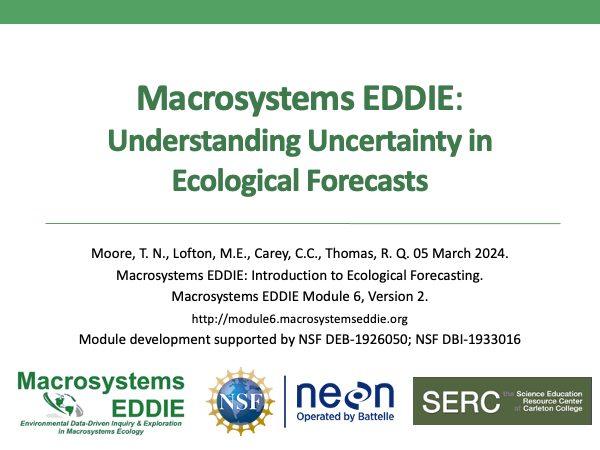 Macrosystems EDDIE:
Understanding Uncertainty in
Ecological Forecasts
Moore, T. N., Lofton, M.E., Carey, C.C., Thomas, R. Q. 05 March 2024.
Macrosystems EDDIE: Introduction to Ecological Forecasting.
Macrosystems EDDIE Module 6, Version 2.
http://module6.macrosystemseddie.org
Module development supported by NSF DEB-1926050; NSF DBI-1933016
Macrosystems
EDDIE
Environmental Data-Driven Inquiry & Exploration
in Macrosystems Ecology
NSF
neon
Operated by Battelle
SERC
the Science Education
Resource Center
at Carleton College